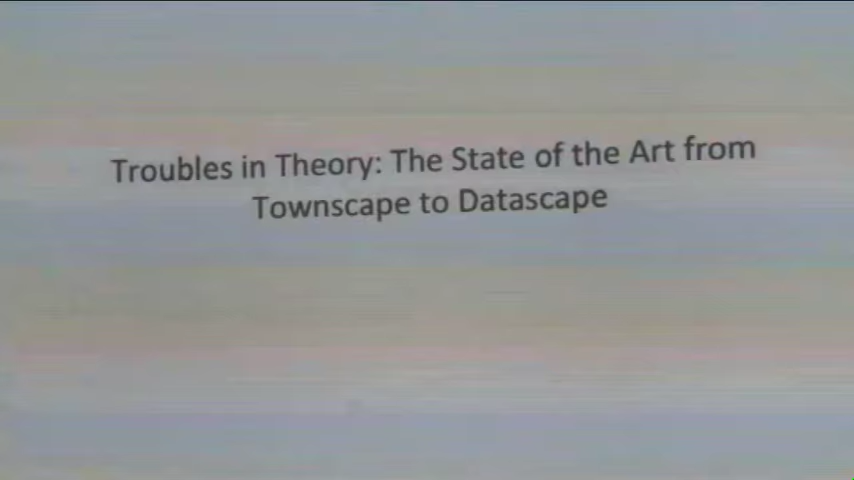 Troubles in Theory: The State of the Art from
Townscape to Datascape